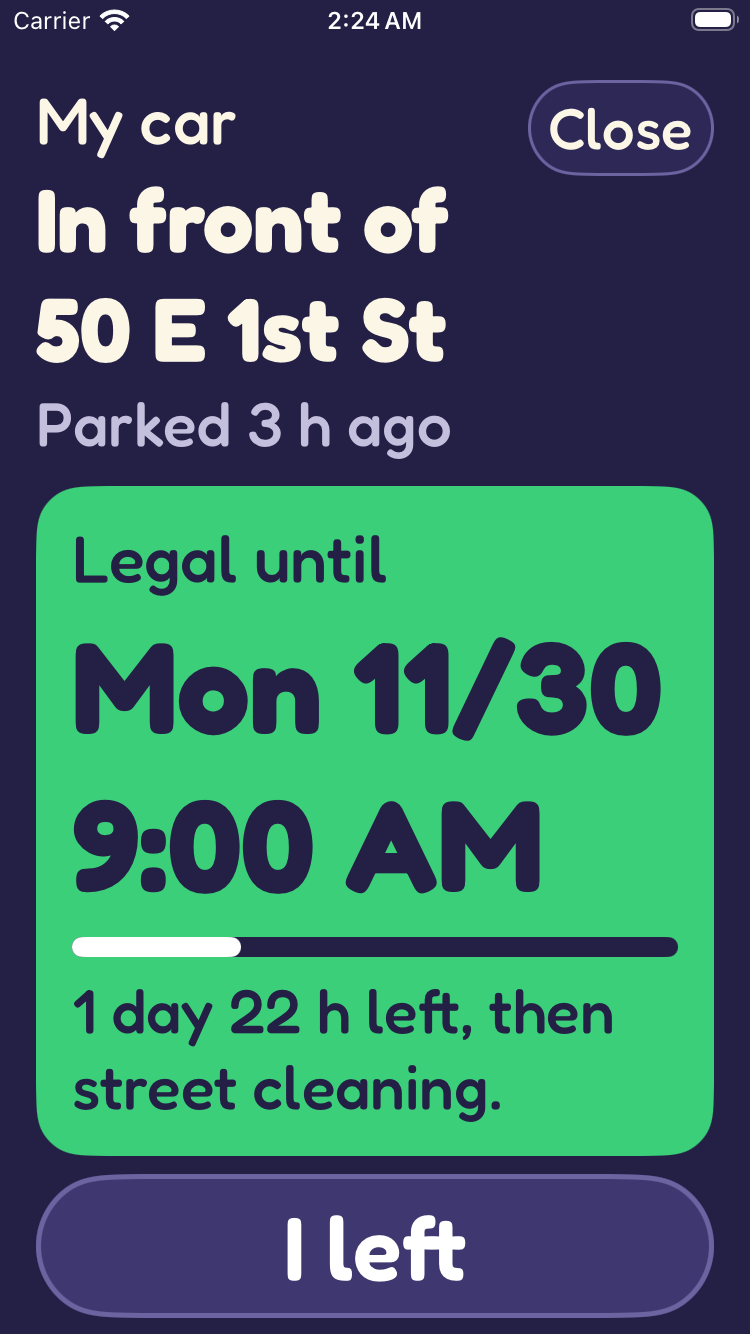 Carrier
2:24 AM
My car
Close
In front of
50 E 1st St
Parked 3 h ago
Legal until
Mon 11/30
9:00 AM
1 day 22 h left, then
street cleaning.
I left